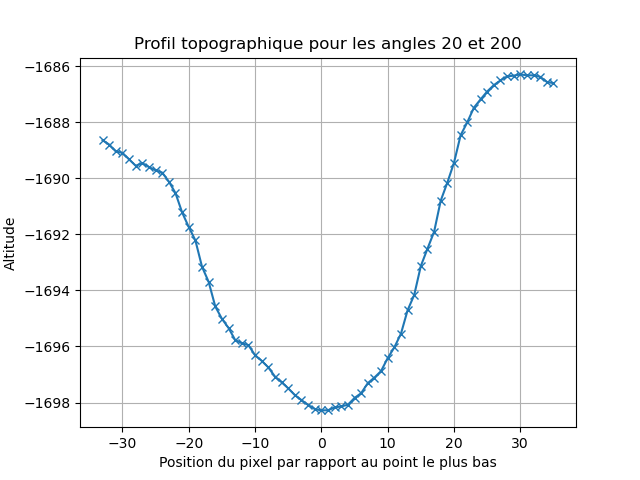 Profil topographique pour les angles 20 et 200
−1686
−1688
−1690
−1692
−1694
−1696
−1698
Altitude
−30 −20 −10 0 10 20 30
Position du pixel par rapport au point le plus bas